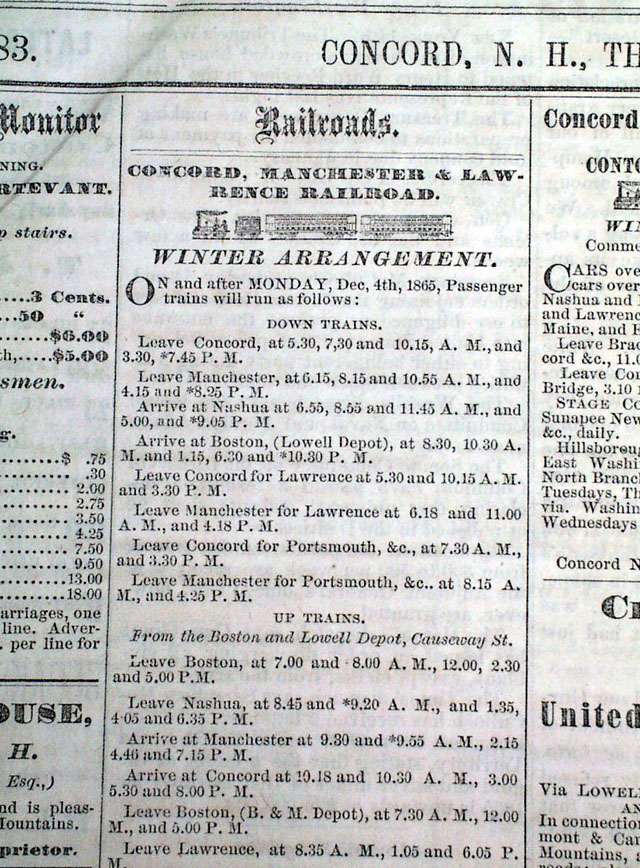 83.
CONCORD, N. H., TH
Monitor
NING.
RTEVANT.
p stairs.
....3 Cents.
...50 "
....$6.00
th,....$5.00
smen.
g.
........$ .75
.30
2.00
2.75
3.50
4.25
7.50
9.50
13.00
18.00
arriages, one
line. Adver-
per line for
OUSE,
H.
Esq.,)
nd is pleas-
Mountains.
prietor.
Railroads.
CONCORD, MANCHESTER & LAW-
RENCE RAILROAD.
WINTER ARRANGEMENT.
ON and after MONDAY, Dec, 4th, 1865, Passenger
trains will run as follows:
DOWN TRAINS.
Leave Concord, at 5.30, 7,30 and 10.15, A. M., and
3.30, *7.45 P. M.
Leave Manchester, at 6.15, 8.15 and 10.55 A. M., and
4.15 and *8.25 P. M.
Arrive at Nashua at 6.55, 8.55 and 11.45 A. M., and
5.00, and *9.05 P. M.
Arrive at Boston, (Lowell Depot), at 8.30, 10.30 A.
M. and 1.15, 6.30 and *10.30 P. M.
Leave Concord for Lawrence at 5.30 and 10.15 A. M.
and 3.30 P. M.
Leave Manchester for Lawrence at 6.18 and 11.00
A. M., and 4.18 P. M.
Leave Concord for Portsmouth, &c., at 7.30 A. M.,
and 3.30 P. M.
Leave Manchester for Portsmouth, &c.. at 8.15 A.
M., and 4.25 P. M.
UP TRAINS.
From the Boston and Lowell Depot, Causeway St.
Leave Boston, at 7.00 and 8.00 A. M., 12.00, 2.30
and 5.00 P.M.
Leave Nashua, at 8.45 and *9.20 A. M., and 1.35,
4.05 and 6.35 P. M.
Arrive at Manchester at 9.30 and *9.55 A. M., 2.15
4.46 and 7.15 P. M.
Arrive at Concord at 10.18 and 10.30 A. M., 3.00
5.30 and 8.00 P. M.
Leave Boston, (B. & M. Depot), at 7.30 A. M., 12.00
M., and 5.00 P. M.
Leave Lawrence, at 8.35 A. M., 1.05 and 6.05 P.
M.
Concord
CONTO
WIN
Comme
CARS ove
cars over
Nashua and
and Lawrenc
Maine, and
Leave Brad
cord &c., 11.0
Leave Con
Bridge, 3.10
STAGE CO
Sunapee New
&c., daily.
Hillsboroug
East Washi
North Branc
Tuesdays, Th
via. Washin
Wednesdays
Concord N
United
Via LOWEL
AN
In connection
mont & Can
Mountains,